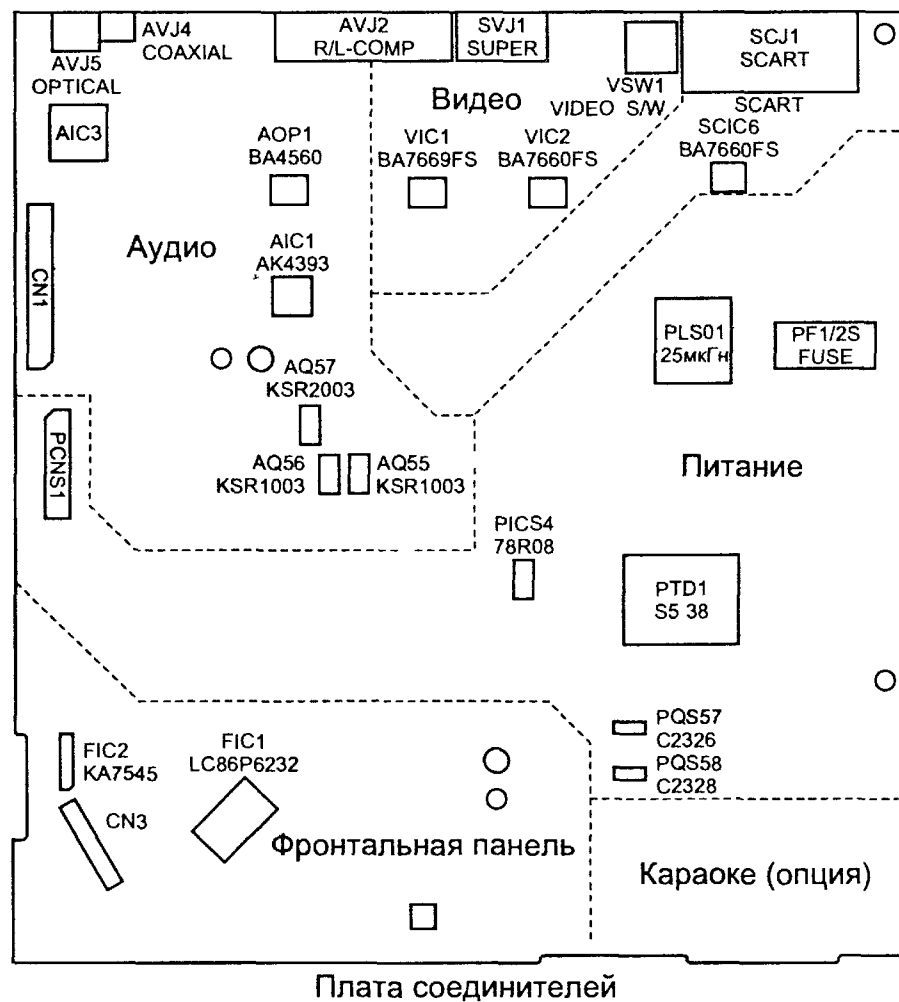 AVJ4
COAXIAL
AVJ5
OPTICAL
AVJ2
R/L-COMP
SVJ1
SUPER
VSW1
VIDEO S/W
SCJ1
SCART
SCART
Видео
AIC3
AOP1
BA4560
VIC1
BA7669FS
VIC2
BA7660FS
SCIC6
BA7660FS
Аудио
AIC1
AK4393
CN1
PLS01
25мкГн
PF1/2S
FUSE
AQ57
KSR2003
PCNS1
AQ56
KSR1003
AQ55
KSR1003
Питание
PICS4
78R08
PTD1
S5 38
PQS57
C2326
PQS58
C2328
FIC2
KA7545
FIC1
LC86P6232
CN3
Фронтальная панель
Караоке (опция)
Плата соединителей